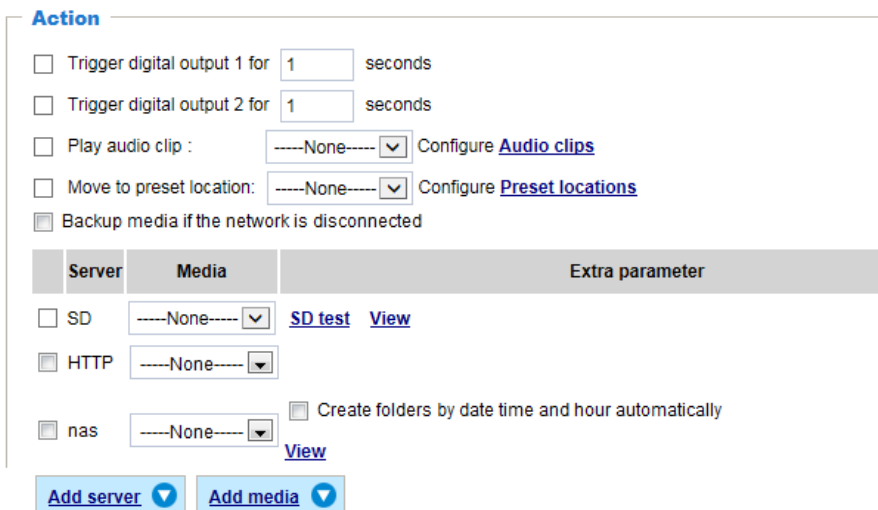 Action
Trigger digital output 1 for 1 seconds
Trigger digital output 2 for 1 seconds
Play audio clip : -----None----- Configure Audio clips
Move to preset location: -----None----- Configure Preset locations
Backup media if the network is disconnected
Server Media Extra parameter
SD -----None----- SD test View
HTTP -----None-----
Create folders by date time and hour automatically
nas -----None-----
View
Add server Add media